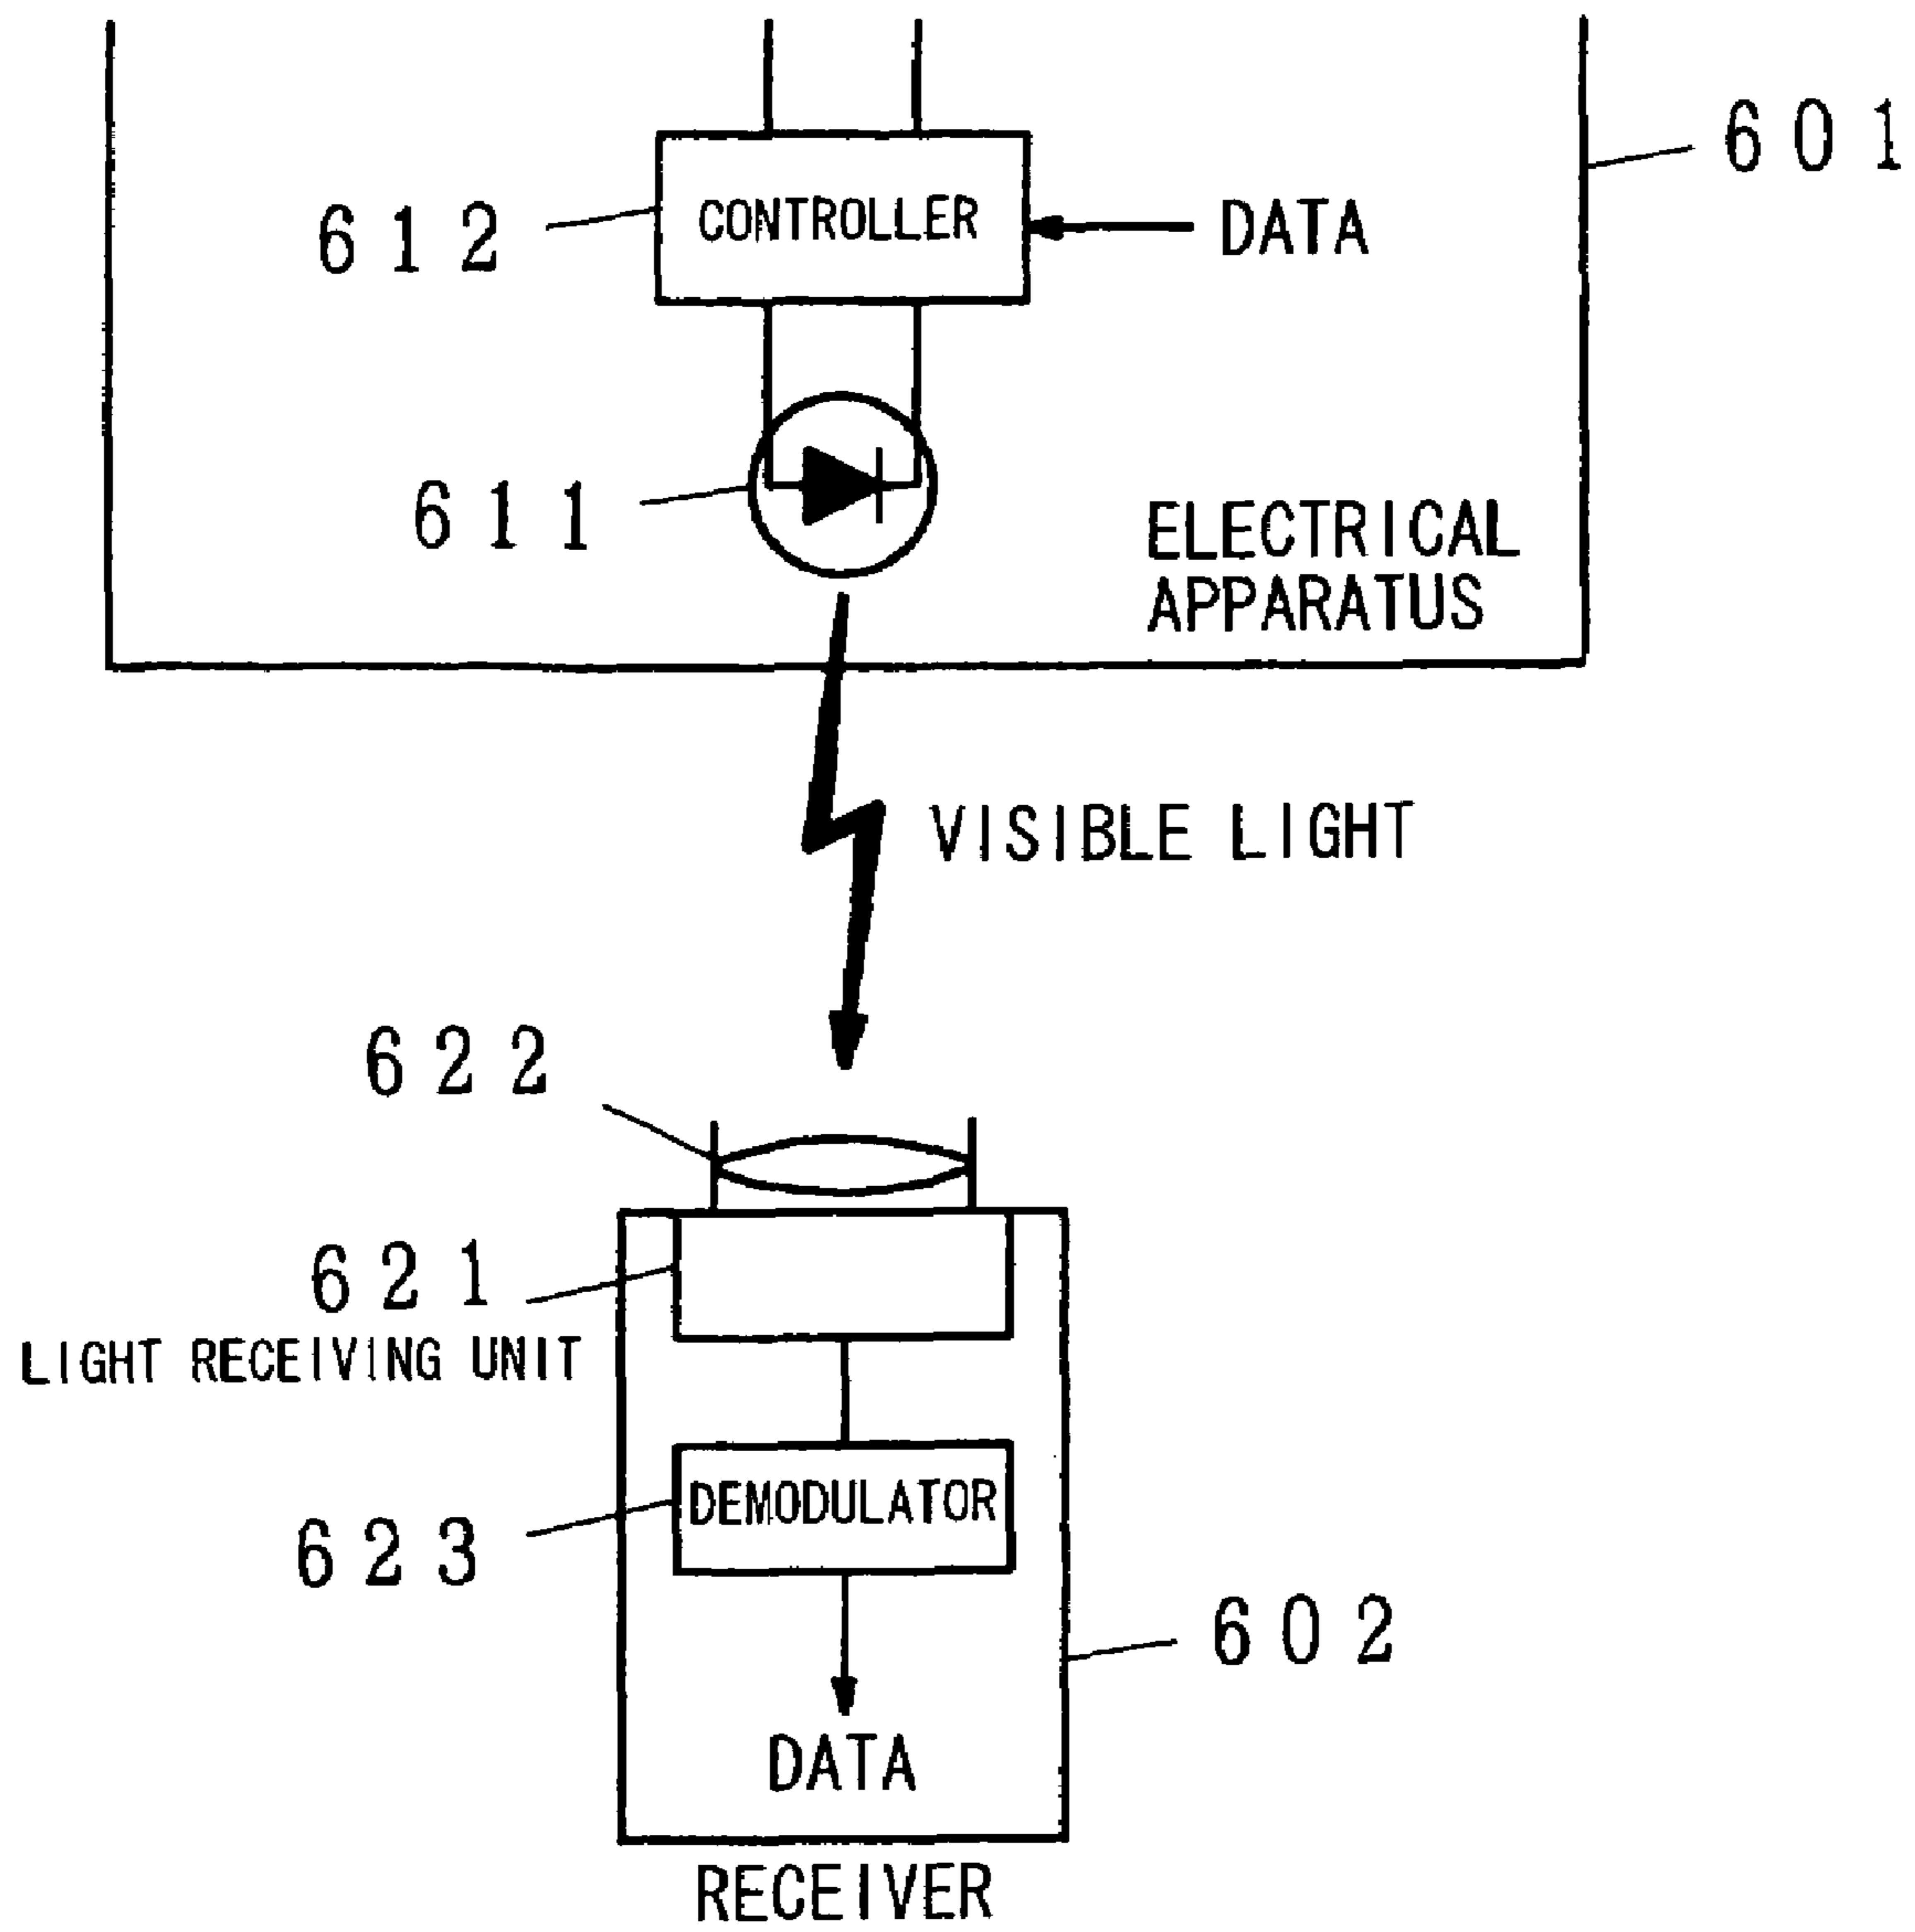 601
612
CONTROLLER
DATA
611
ELECTRICAL
APPARATUS
VISIBLE LIGHT
622
621
LIGHT RECEIVING UNIT
623
DEMODULATOR
602
DATA
RECEIVER